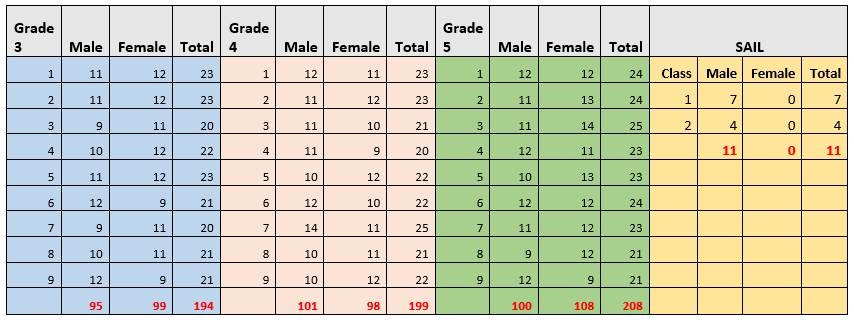 Grade 3 Male Female Total Grade 4 Male Female Total Grade 5 Male Female Total SAIL
1 11 12 23 1 12 11 23 1 12 12 24 Class Male Female Total
2 11 12 23 2 11 12 23 2 11 13 24 1 7 0 7
3 9 11 20 3 11 10 21 3 11 14 25 2 4 0 4
4 10 12 22 4 11 9 20 4 12 11 23 11 0 11
5 11 12 23 5 10 12 22 5 10 13 23
6 12 9 21 6 12 10 22 6 12 12 24
7 9 11 20 7 14 11 25 7 11 12 23
8 10 11 21 8 10 11 21 8 9 12 21
9 12 9 21 9 10 12 22 9 12 9 21
95 99 194 101 98 199 100 108 208